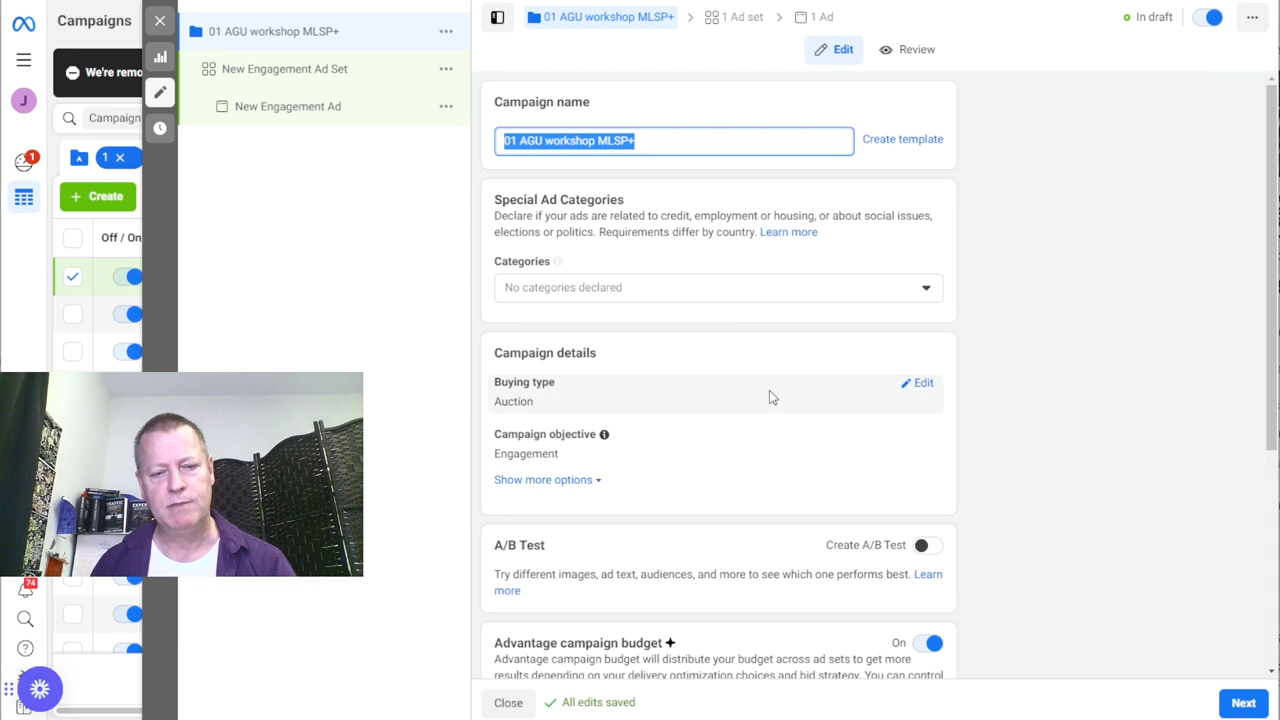 Campaigns
We're remo
Campaign
1
Create
Off / On
J
1
74
01 AGU workshop MLSP+
New Engagement Ad Set
New Engagement Ad
01 AGU workshop MLSP+
1 Ad set
1 Ad
In draft
Edit
Review
Campaign name
01 AGU workshop MLSP+
Create template
Special Ad Categories
Declare if your ads are related to credit, employment or housing, or about social issues,
elections or politics. Requirements differ by country. Learn more
Categories
No categories declared
Campaign details
Buying type
Edit
Auction
Campaign objective
Engagement
Show more options
A/B Test
Create A/B Test
Try different images, ad text, audiences, and more to see which one performs best. Learn
more
Advantage campaign budget
On
Advantage campaign budget will distribute your budget across ad sets to get more
results depending on your delivery optimization choices and bid strategy. You can control
Close
All edits saved
Next
TRAFFIC